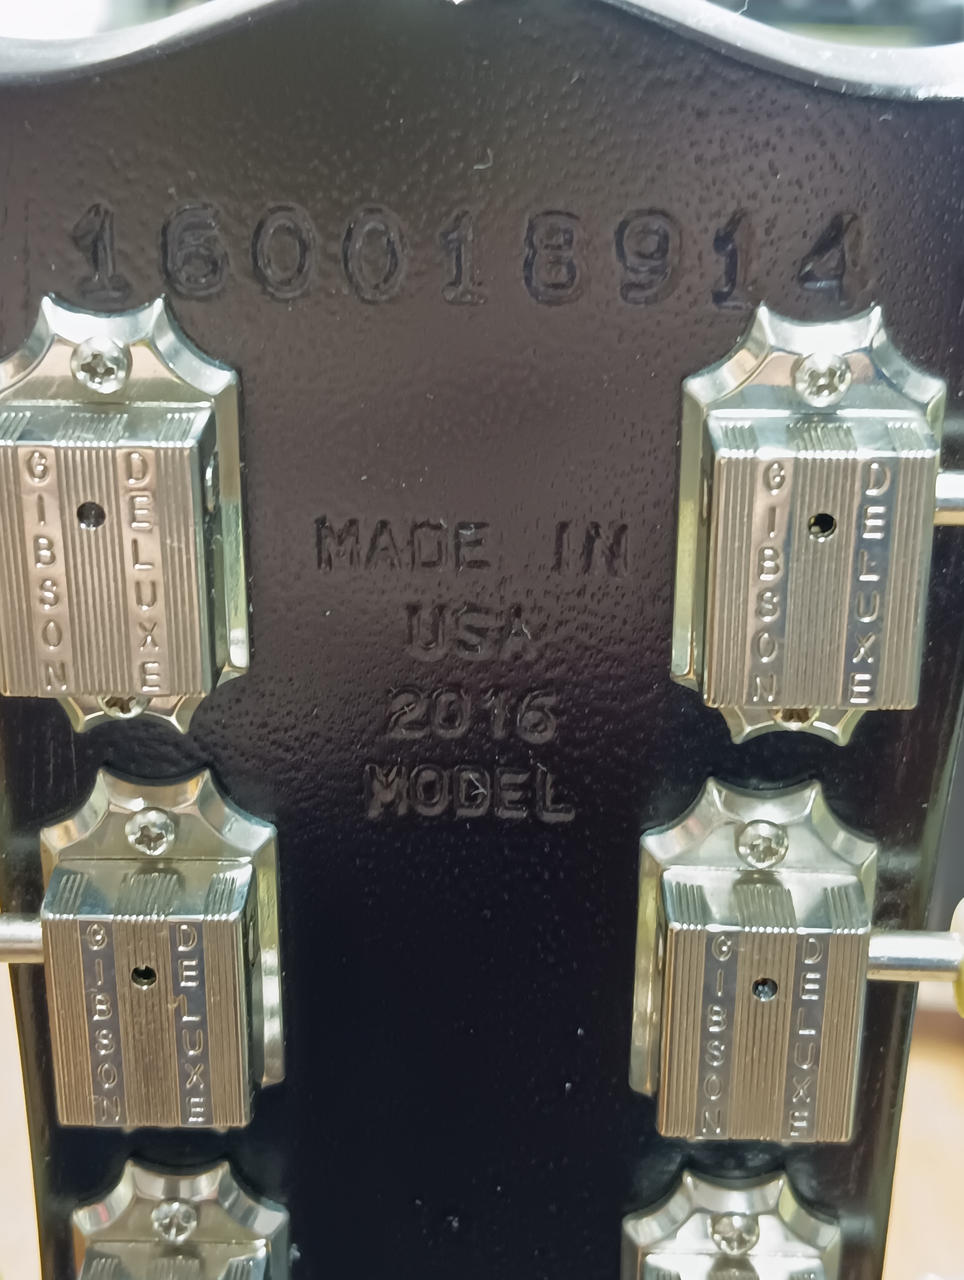 160018914
GIBSON DELUXE
GIBSON DELUXE
MADE IN
USA
2016
MODEL
GIBSON DELUXE
GIBSON DELUXE